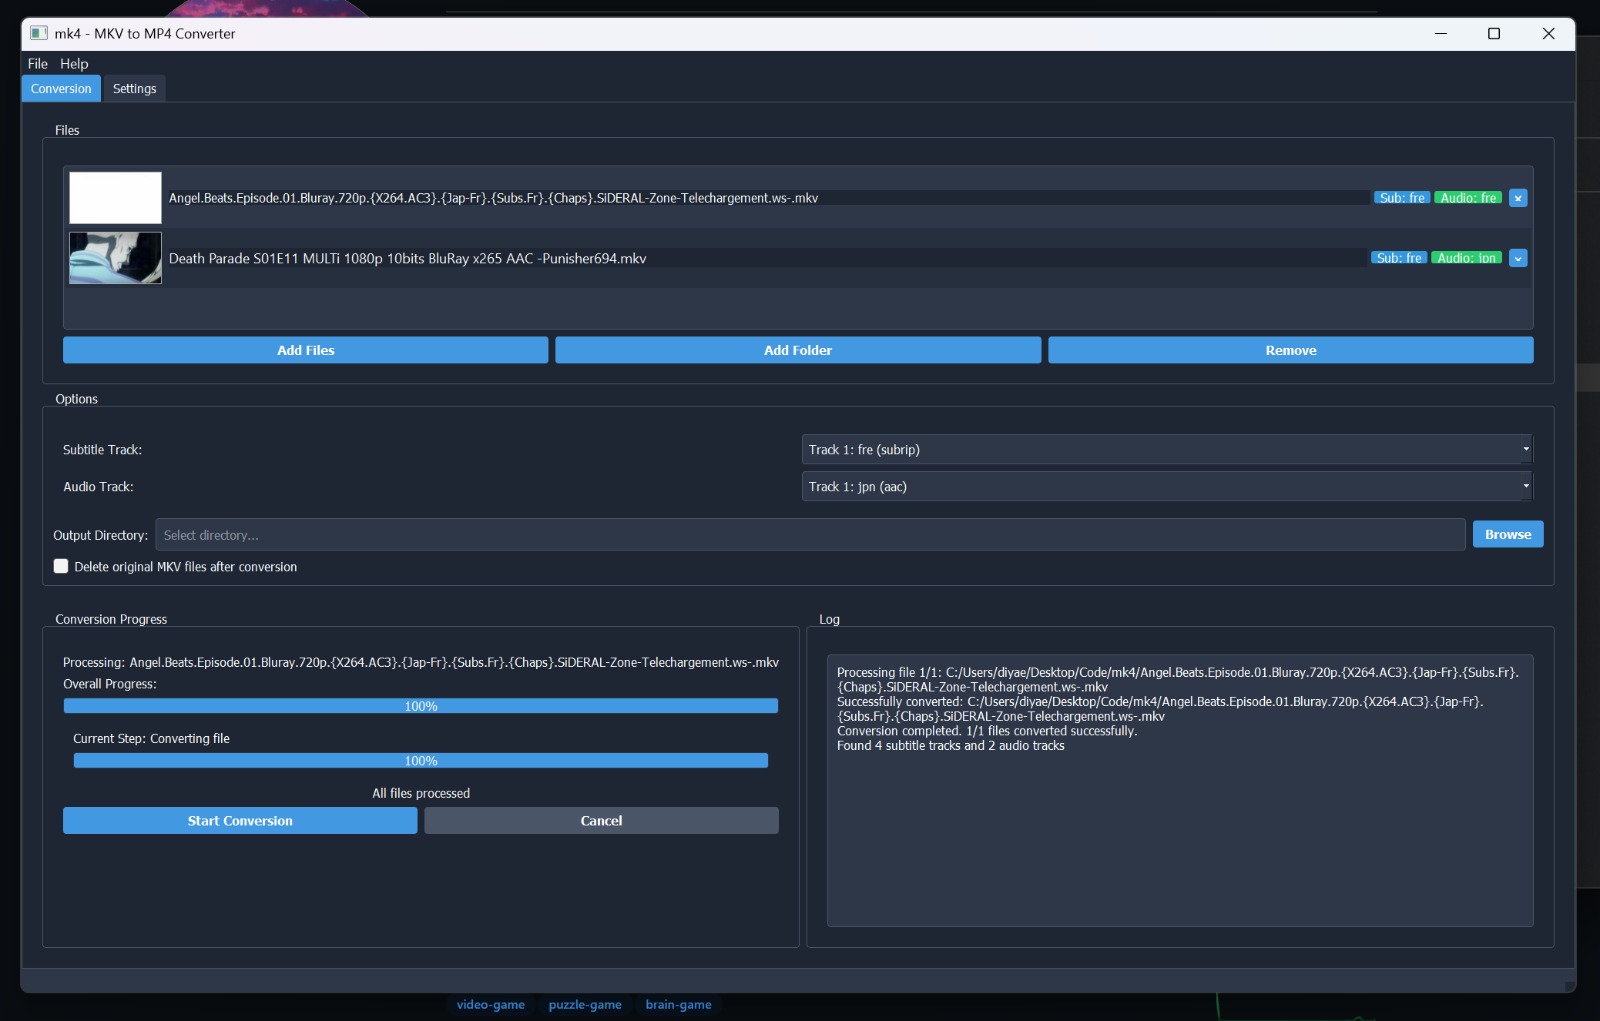 mk4 - MKV to MP4 Converter
File Help
Conversion Settings
Files
Angel.Beats.Episode.01.Bluray.720p.{X264.AC3}.{Jap-Fr}.{Subs.Fr}.{Chaps}.SiDERAL-Zone-Telechargement.ws-.mkv Sub: fre Audio: fre
Death Parade S01E11 MULTi 1080p 10bits BluRay x265 AAC -Punisher694.mkv Sub: fre Audio: jpn
Add Files Add Folder Remove
Options
Subtitle Track: Track 1: fre (subrip)
Audio Track: Track 1: jpn (aac)
Output Directory: Select directory... Browse
Delete original MKV files after conversion
Conversion Progress
Processing: Angel.Beats.Episode.01.Bluray.720p.{X264.AC3}.{Jap-Fr}.{Subs.Fr}.{Chaps}.SiDERAL-Zone-Telechargement.ws-.mkv
Overall Progress:
100%
Current Step: Converting file
100%
All files processed
Start Conversion Cancel
Log
Processing file 1/1: C:/Users/diyae/Desktop/Code/mk4/Angel.Beats.Episode.01.Bluray.720p.{X264.AC3}.{Jap-Fr}.{Subs.Fr}.
{Chaps}.SiDERAL-Zone-Telechargement.ws-.mkv
Successfully converted: C:/Users/diyae/Desktop/Code/mk4/Angel.Beats.Episode.01.Bluray.720p.{X264.AC3}.{Jap-Fr}.
{Subs.Fr}.{Chaps}.SiDERAL-Zone-Telechargement.ws-.mkv
Conversion completed. 1/1 files converted successfully.
Found 4 subtitle tracks and 2 audio tracks
video-game puzzle-game brain-game